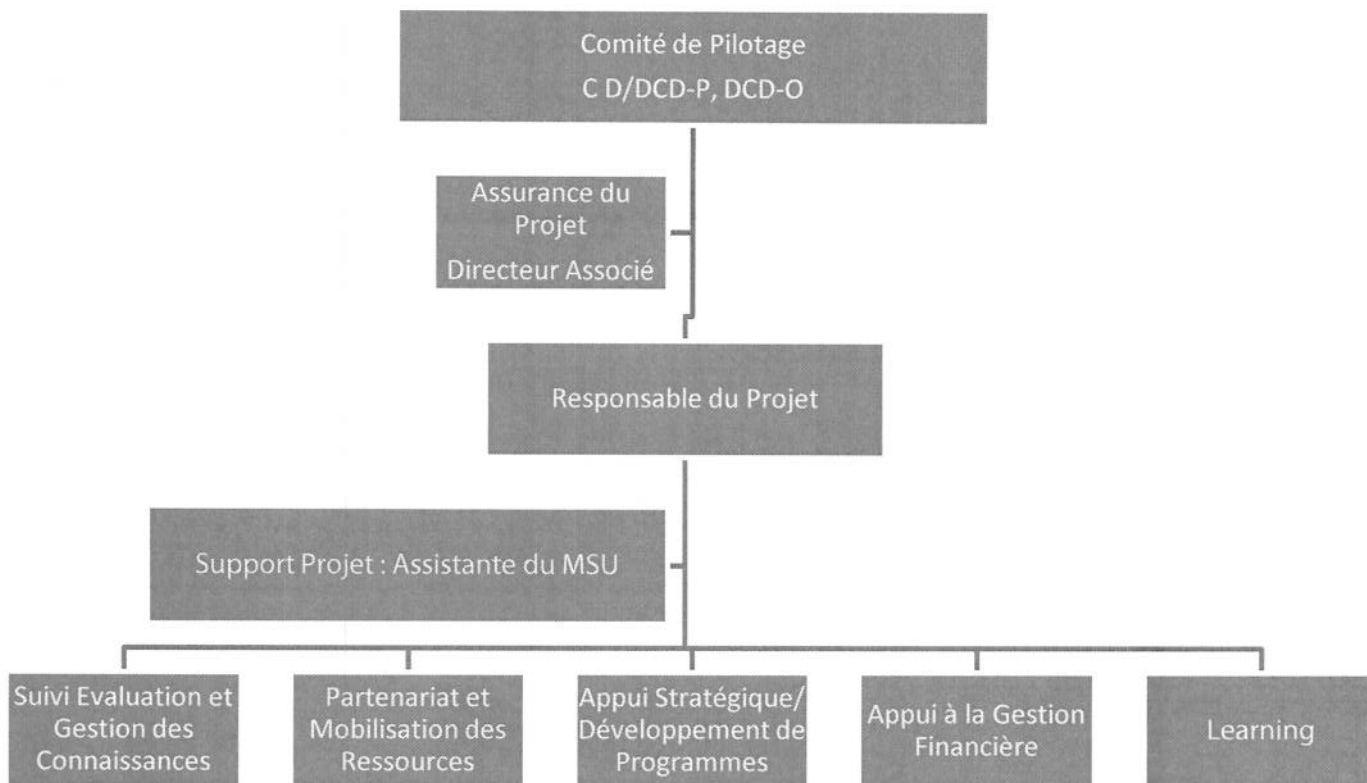 Comité de Pilotage
C D/DCD-P, DCD-O
Assurance du
Projet
Directeur Associé
Responsable du Projet
Support Projet : Assistante du MSU
Suivi Evaluation et
Gestion des
Connaissances
Partenariat et
Mobilisation des
Ressources
Appui Stratégique/
Développement de
Programmes
Appui à la Gestion
Financière
Learning